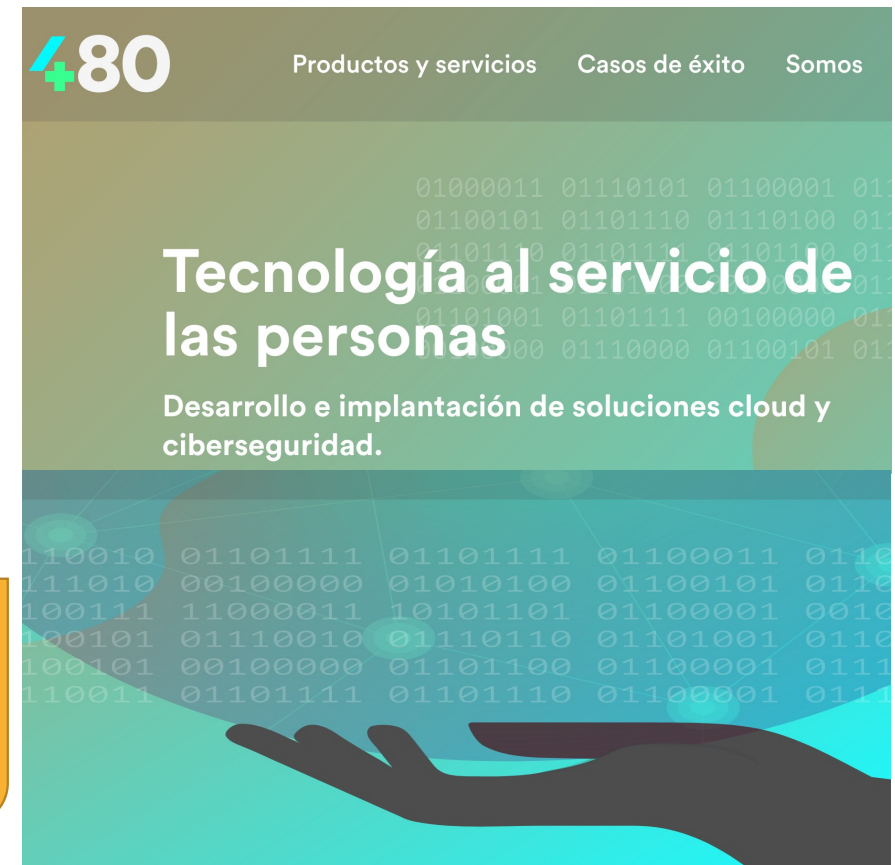 480
Productos y servicios Casos de éxito Somos
01000011 01110101 01100001
01100101 01101110 01110100
Tecnología al servicio de
las personas
01101001 01101111 00100000
01110000 01100101
Desarrollo e implantación de soluciones cloud y
ciberseguridad.
01101111 01101111 01100011
00100000 01010100 01100101
11000011 10101101 01100001
01110010 01110110 01101001
00100000 01101100 01100001
01101111 01101110 01100001